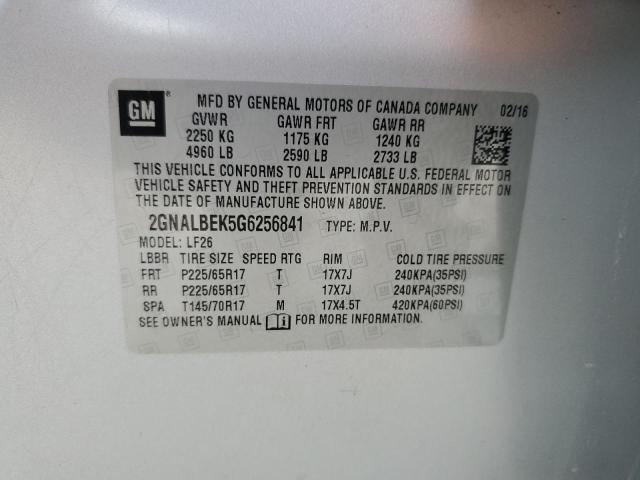 GM
MFD BY GENERAL MOTORS OF CANADA COMPANY 02/16
GVWR GAWR FRT GAWR RR
2250 KG 1175 KG 1240 KG
4960 LB 2590 LB 2733 LB
THIS VEHICLE CONFORMS TO ALL APPLICABLE U.S. FEDERAL MOTOR
VEHICLE SAFETY AND THEFT PREVENTION STANDARDS IN EFFECT ON
THE DATE OF MANUFACTURE SHOWN ABOVE.
2GNALBEK5G6256841 TYPE: M.P.V.
MODEL: LF26
LBBR TIRE SIZE SPEED RTG RIM COLD TIRE PRESSURE
FRT P225/65R17 T 17X7J 240KPA(35PSI)
RR P225/65R17 T 17X7J 240KPA(35PSI)
SPA T145/70R17 M 17X4.5T 420KPA(60PSI)
SEE OWNER'S MANUAL FOR MORE INFORMATION.